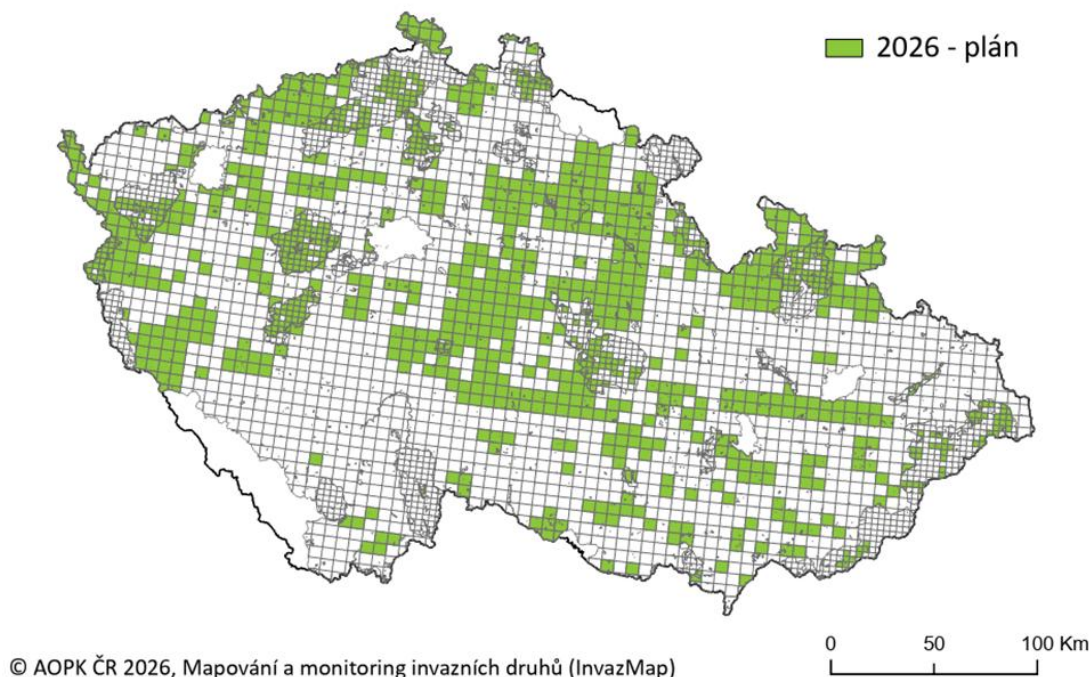 2026 - plán
0 50 100 Km
© AOPK ČR 2026, Mapování a monitoring invazních druhů (InvazMap)